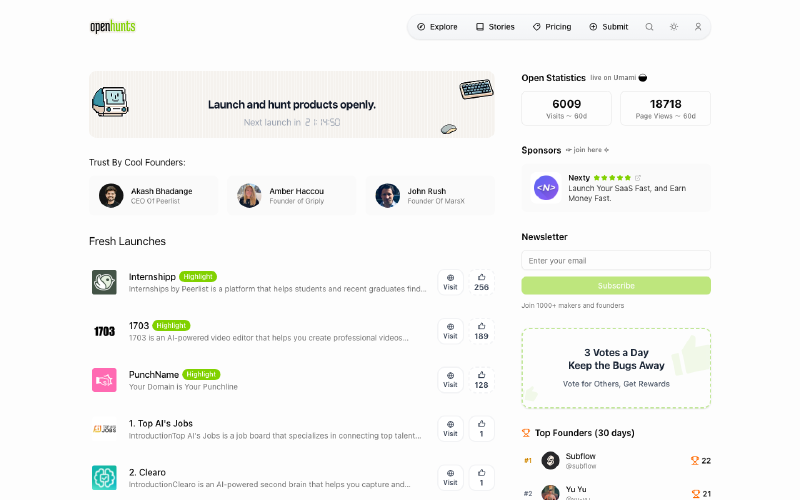 openhunts
Explore
Stories
Pricing
Submit
Launch and hunt products openly.
Next launch in 2:14:50
Trust By Cool Founders:
Akash Bhadange
CEO Of Peerlist
Amber Haccou
Founder of Griply
John Rush
Founder Of MarsX
Fresh Launches
Internshipp Highlight
Internships by Peerlist is a platform that helps students and recent graduates find...
Visit
256
1703
1703 Highlight
1703 is an AI-powered video editor that helps you create professional videos...
Visit
189
PunchName Highlight
Your Domain is Your Punchline
Visit
128
1. Top AI's Jobs
IntroductionTop AI's Jobs is a job board that specializes in connecting top talent...
Visit
1
2. Clearo
IntroductionClearo is an AI-powered second brain that helps you capture and...
Visit
1
Open Statistics live on Umami
6009
Visits ~ 60d
18718
Page Views ~ 60d
Sponsors join here
<N>
Nexty
Launch Your SaaS Fast, and Earn
Money Fast.
Newsletter
Enter your email
Subscribe
Join 1000+ makers and founders
3 Votes a Day
Keep the Bugs Away
Vote for Others, Get Rewards
Top Founders (30 days)
#1
Subflow
@subflow
22
#2
Yu Yu
21